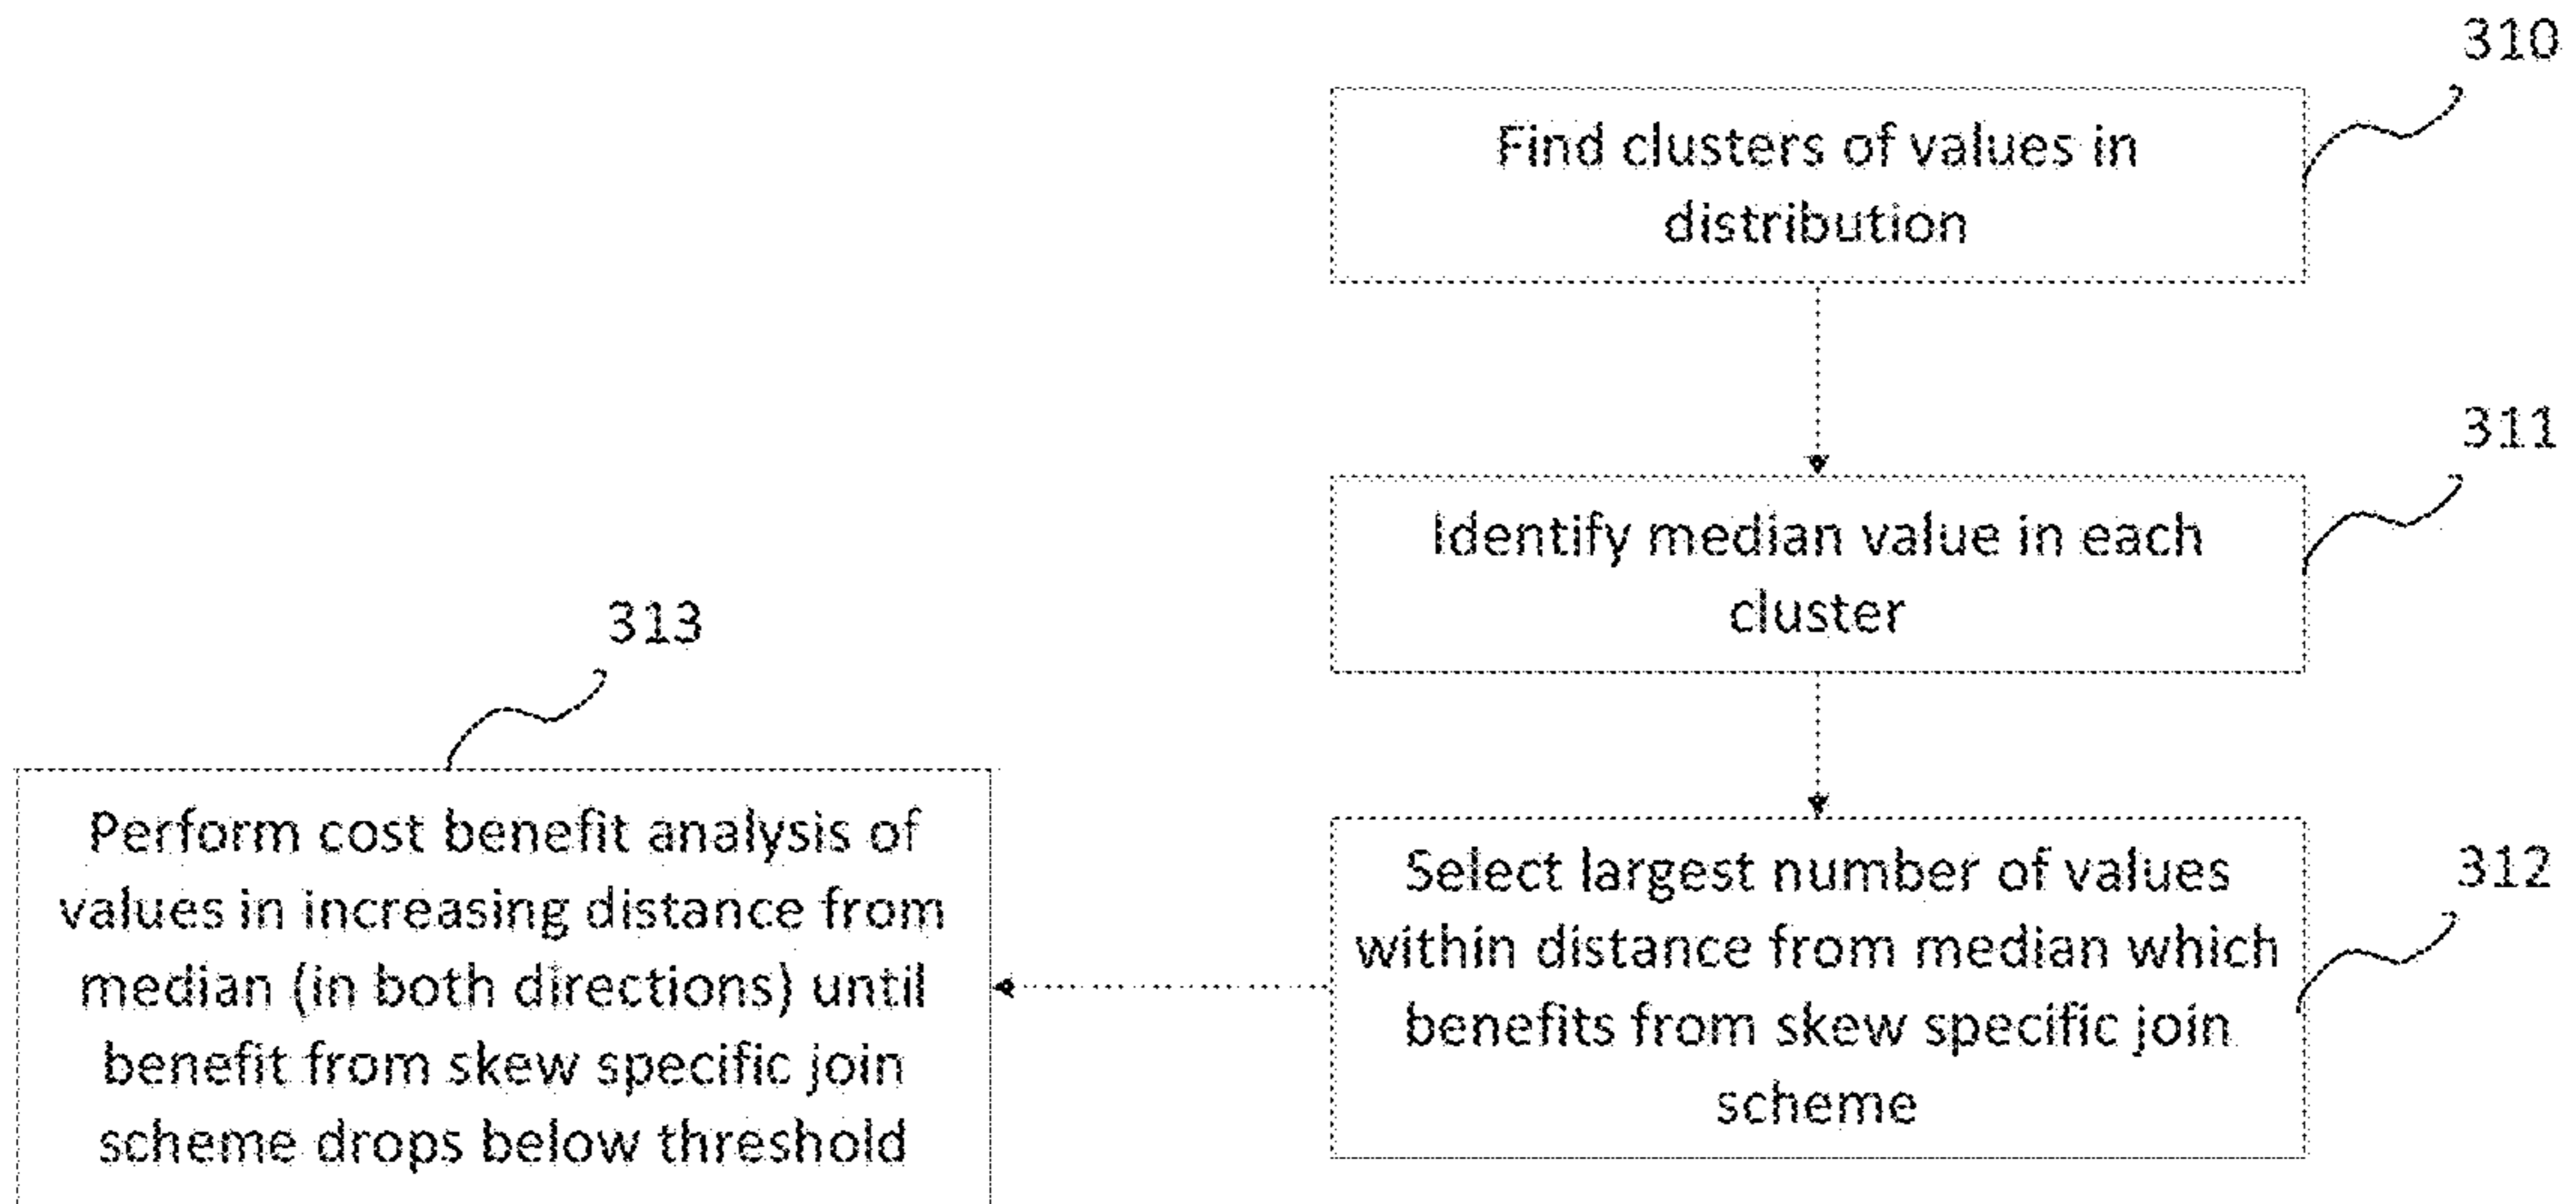 310
Find clusters of values in
distribution
311
Identify median value in each
cluster
312
Select largest number of values
within distance from median which
benefits from skew specific join
scheme
313
Perform cost benefit analysis of
values in increasing distance from
median (in both directions) until
benefit from skew specific join
scheme drops below threshold